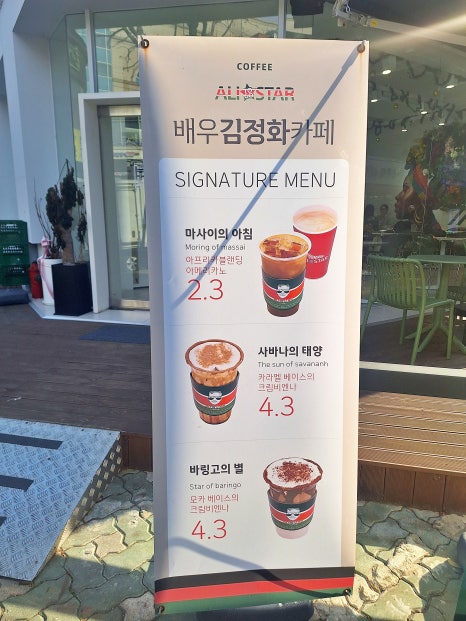 COFFEE
ALL STAR
배우김정화카페
SIGNATURE MENU
마사이의 아침
Moring of massai
아프리카블랜딩
아메리카노
2.3
사바나의 태양
The sun of savananh
카라멜 베이스의
크림비엔나
4.3
바링고의 별
Star of baringo
모카 베이스의
크림비엔나
4.3